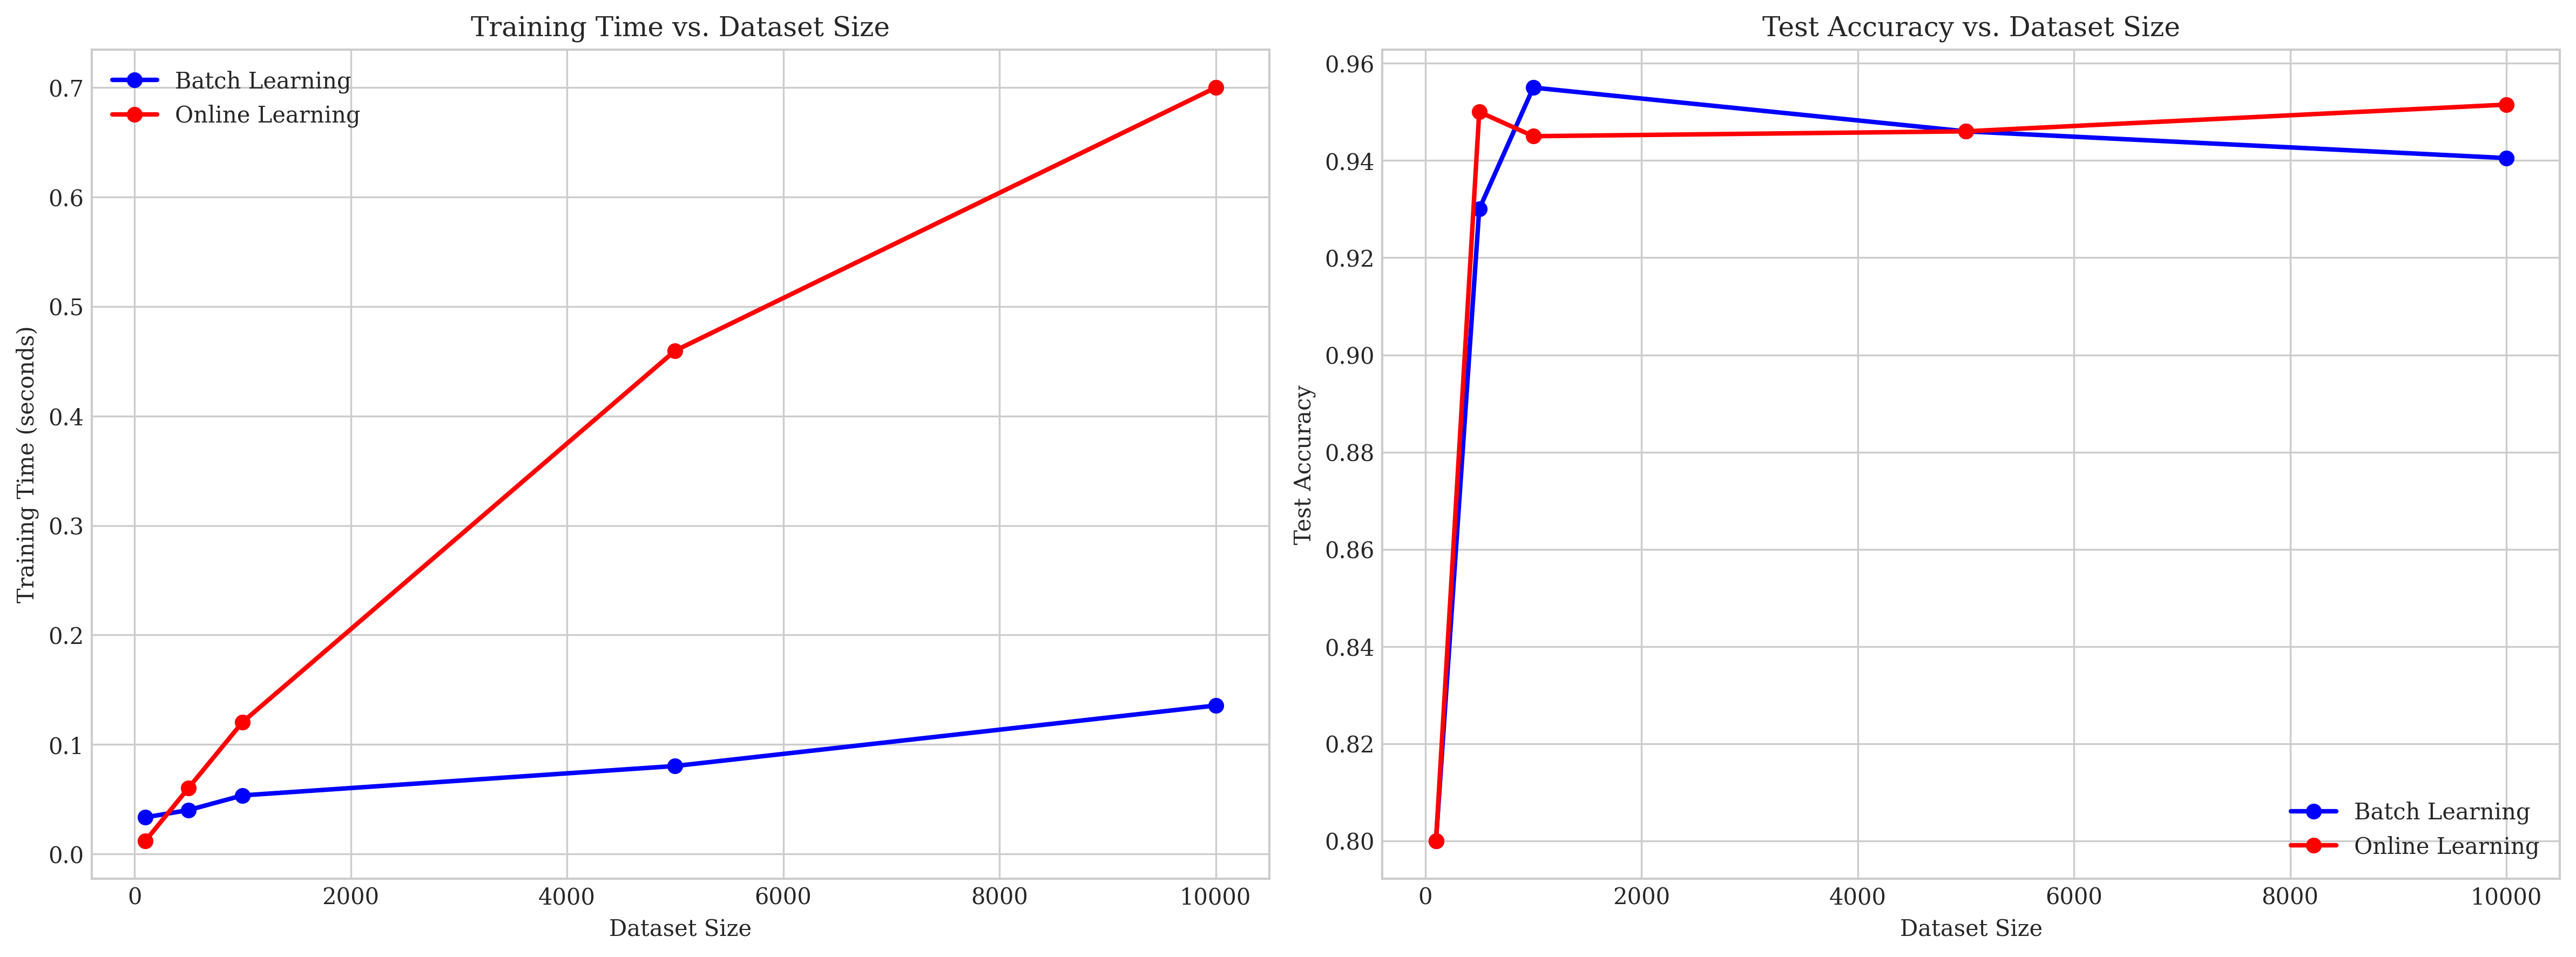 Training Time vs. Dataset Size
Batch Learning
Online Learning
Training Time (seconds)
0.7
0.6
0.5
0.4
0.3
0.2
0.1
0.0
0 2000 4000 6000 8000 10000
Dataset Size
Test Accuracy vs. Dataset Size
Test Accuracy
0.96
0.94
0.92
0.90
0.88
0.86
0.84
0.82
0.80
Batch Learning
Online Learning
0 2000 4000 6000 8000 10000
Dataset Size